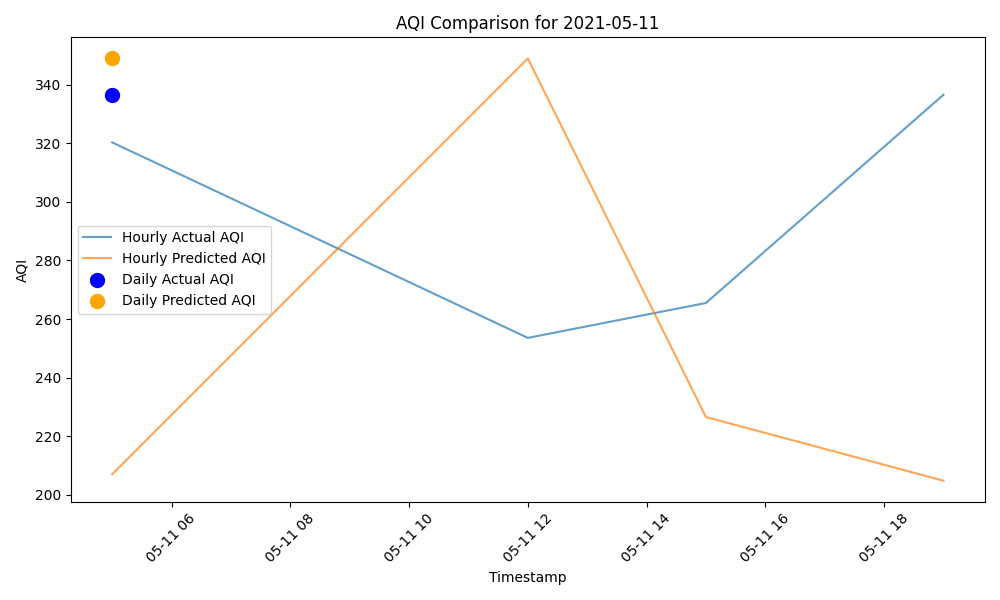 AQI Comparison for 2021-05-11
AQI
340
320
300
280
260
240
220
200
Hourly Actual AQI
Hourly Predicted AQI
Daily Actual AQI
Daily Predicted AQI
05-11 06
05-11 08
05-11 10
05-11 12
05-11 14
05-11 16
05-11 18
Timestamp